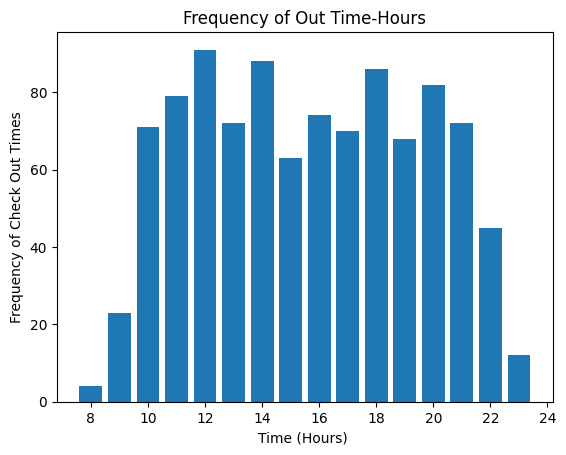 Frequency of Out Time-Hours
Frequency of Check Out Times
80
60
40
20
0
8 10 12 14 16 18 20 22 24
Time (Hours)